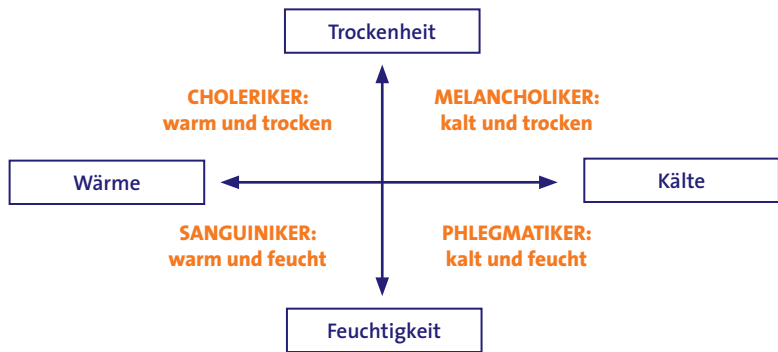 Trockenheit
CHOLERIKER:
warm und trocken
MELANCHOLIKER:
kalt und trocken
Wärme
Kälte
SANGUINIKER:
warm und feucht
PHLEGMATIKER:
kalt und feucht
Feuchtigkeit